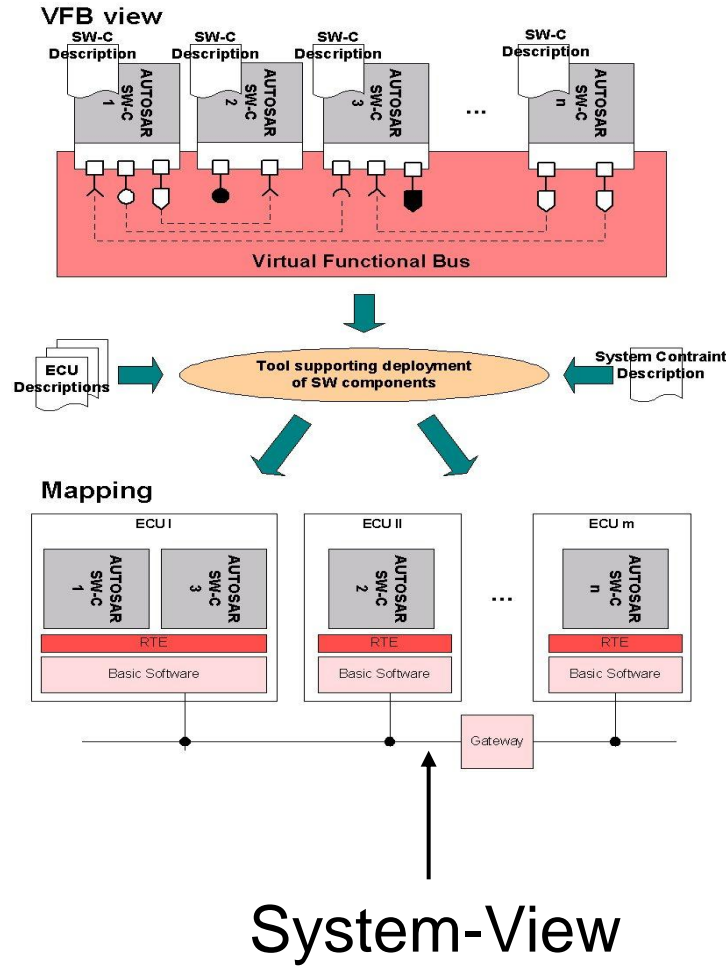 VFB view
SW-C
Description
SW-C
Description
SW-C
Description
SW-C
Description
AUTOSAR
SW-C
1
AUTOSAR
SW-C
2
AUTOSAR
SW-C
3
...
AUTOSAR
SW-C
n
Virtual Functional Bus
ECU
Descriptions
Tool supporting deployment
of SW components
System Contraint
Description
Mapping
ECU I
AUTOSAR
SW-C
1
AUTOSAR
SW-C
3
RTE
Basic Software
ECU II
AUTOSAR
SW-C
2
RTE
Basic Software
...
ECU m
AUTOSAR
SW-C
n
RTE
Basic Software
Gateway
System-View